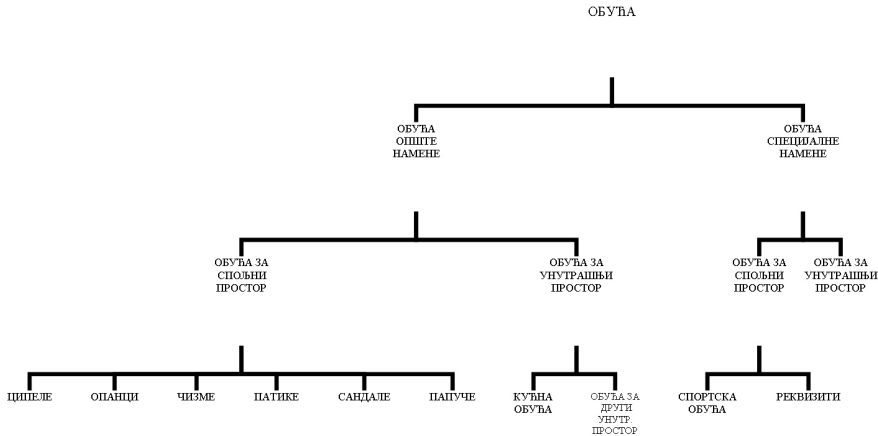 ОБУЋА
ОБУЋА
ОПШТЕ
НАМЕНЕ
ОБУЋА
СПЕЦИЈАЛНЕ
НАМЕНЕ
ОБУЋА ЗА
СПОЉНИ
ПРОСТОР
ОБУЋА ЗА
УНУТРАШЊИ
ПРОСТОР
ОБУЋА ЗА
СПОЉНИ
ПРОСТОР
ОБУЋА ЗА
УНУТРАШЊИ
ПРОСТОР
ЦИПЕЛЕ
ОПАНЦИ
ЧИЗМЕ
ПАТИКЕ
САНДАЛЕ
ПАПУЧЕ
КУЋНА
ОБУЋА
ОБУЋА ЗА
ДРУГИ
УНУТР.
ПРОСТОР
СПОРТСКА
ОБУЋА
РЕКВИЗИТИ